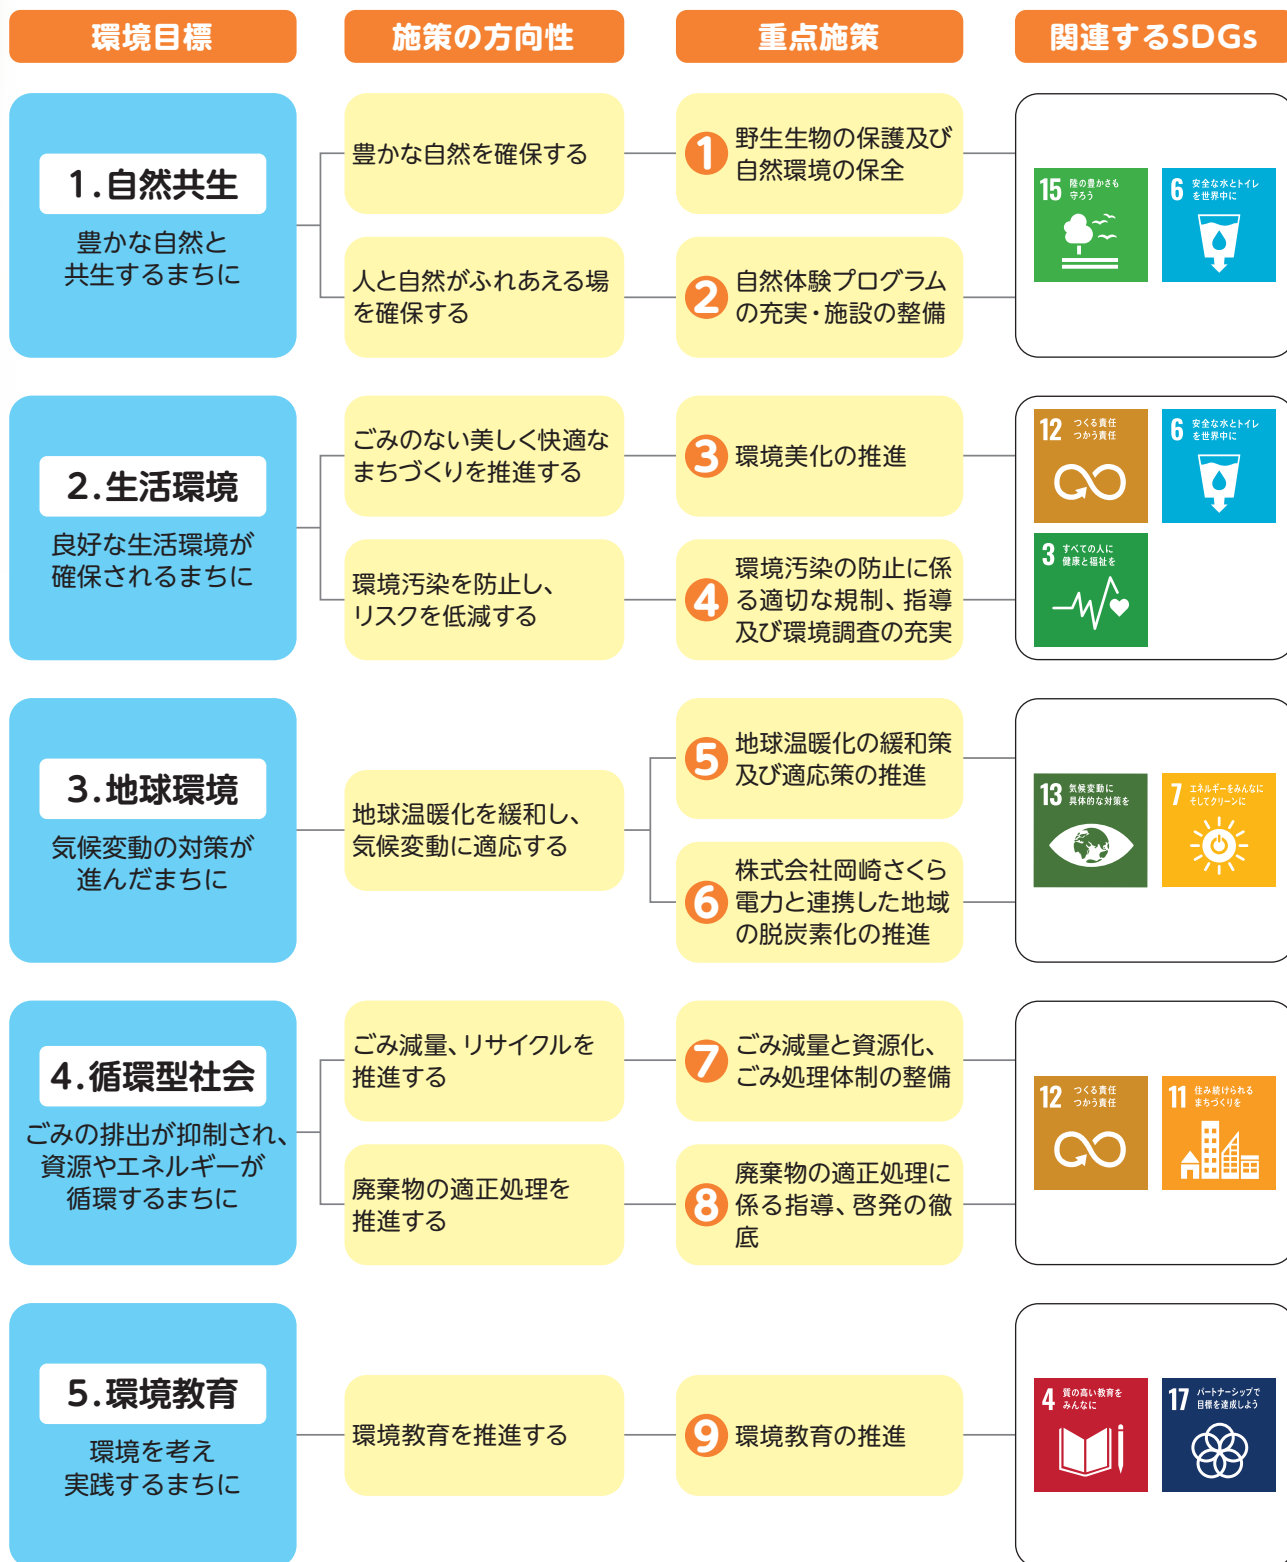 環境目標
施策の方向性
重点施策
関連するSDGs
1.自然共生
豊かな自然と
共生するまちに
豊かな自然を確保する
1
野生生物の保護及び
自然環境の保全
人と自然がふれあえる場
を確保する
2
自然体験プログラム
の充実・施設の整備
15 陸の豊かさも
守ろう
6 安全な水とトイレ
を世界中に
2.生活環境
良好な生活環境が
確保されるまちに
ごみのない美しく快適な
まちづくりを推進する
3
環境美化の推進
環境汚染を防止し、
リスクを低減する
4
環境汚染の防止に係
る適切な規制、指導
及び環境調査の充実
12 つくる責任
つかう責任
6 安全な水とトイレ
を世界中に
3 すべての人に
健康と福祉を
3.地球環境
気候変動の対策が
進んだまちに
地球温暖化を緩和し、
気候変動に適応する
5
地球温暖化の緩和策
及び適応策の推進
6
株式会社岡崎さくら
電力と連携した地域
の脱炭素化の推進
13 気候変動に
具体的な対策を
7 エネルギーをみんなに
そしてクリーンに
4.循環型社会
ごみの排出が抑制され、
資源やエネルギーが
循環するまちに
ごみ減量、リサイクルを
推進する
7
ごみ減量と資源化、
ごみ処理体制の整備
廃棄物の適正処理を
推進する
8
廃棄物の適正処理に
係る指導、啓発の徹
底
12 つくる責任
つかう責任
11 住み続けられる
まちづくりを
5.環境教育
環境を考え
実践するまちに
環境教育を推進する
9
環境教育の推進
4 質の高い教育を
みんなに
17 パートナーシップで
目標を達成しよう